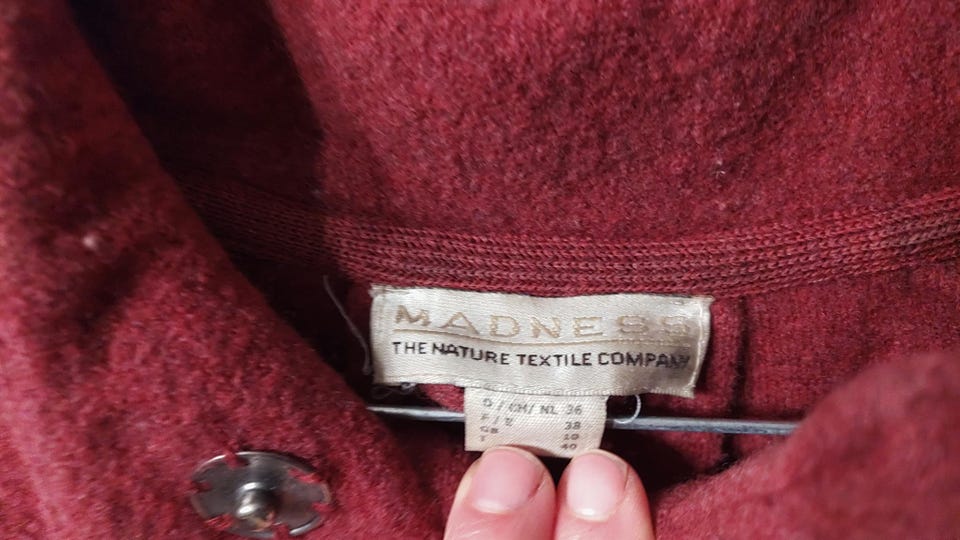 MADNESS
THE NATURE TEXTILE COMPANY
D / CH / NL 36
F / E 38
GB 10
I 40